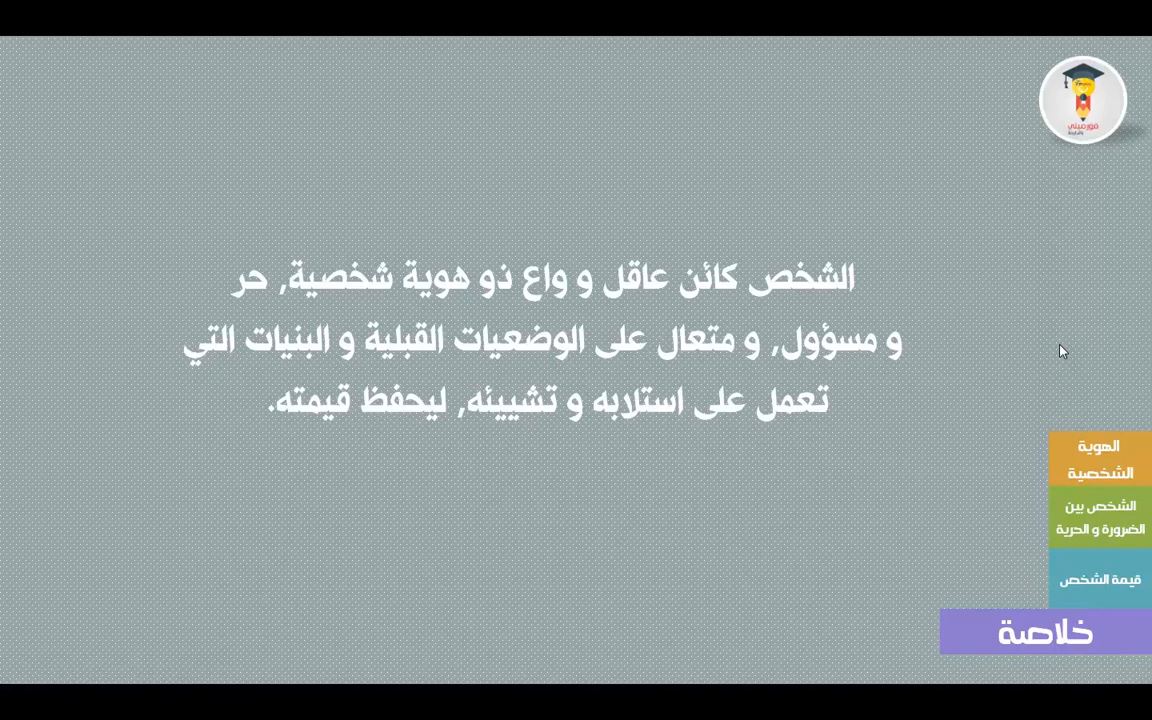 فورميني
الشخص كائن عاقل و واع ذو هوية شخصية, حر
و مسؤول, و متعال على الوضعيات القبلية و البنيات التي
تعمل على استلابه و تشييئه, ليحفظ قيمته.
الهوية
الشخصية
الشخص بين
الضرورة و الحرية
قيمة الشخص
خلاصة